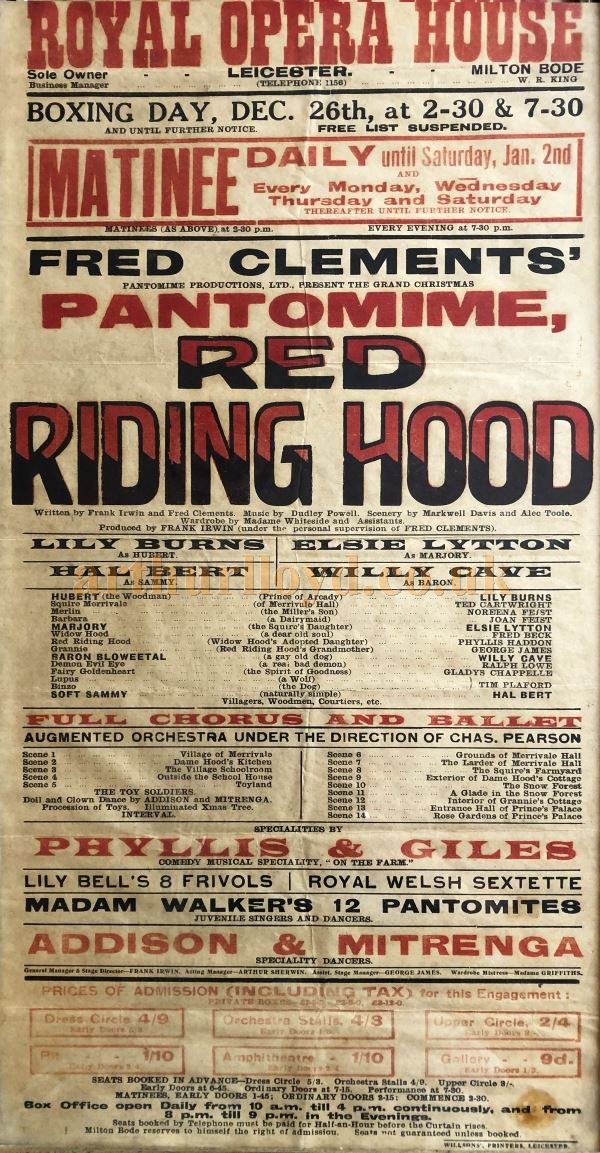 ROYAL OPERA HOUSE
Sole Owner - - LEICESTER. - - MILTON BODE
Business Manager (TELEPHONE 1156) W. R. KING
BOXING DAY, DEC. 26th, at 2-30 & 7-30
AND UNTIL FURTHER NOTICE. FREE LIST SUSPENDED.
MATINEE DAILY until Saturday, Jan. 2nd
AND
Every Monday, Wednesday
Thursday and Saturday
THEREAFTER UNTIL FURTHER NOTICE.
MATINEES (AS ABOVE), at 2-30 p.m. EVERY EVENING at 7-30 p.m.
FRED CLEMENTS'
PANTOMIME PRODUCTIONS, LTD., PRESENT THE GRAND CHRISTMAS
PANTOMIME,
RED
RIDING HOOD
Written by Frank Irwin and Fred Clements. Music by Dudley Powell. Scenery by Markwell Davis and Alec Toole.
Wardrobe by Madame Whiteside and Assistants.
Produced by FRANK IRWIN (under the personal supervision of FRED CLEMENTS).
LILY BURNS ELSIE LYTTON
As HUBERT. As MARJORY.
HAL BERT WILLY CAVE
As SAMMY. As BARON.
arthurlloyd.co.uk
HUBERT (the Woodman) (Prince of Arcady) LILY BURNS
Squire Merrivale (of Merrivale Hall) TED CARTWRIGHT
Merlin (the Miller's Son) NOREENA FEIST
Barbara (a Dairymaid) JOAN FEIST
MARJORY (the Squire's Daughter) ELSIE LYTTON
Widow Hood (a dear old soul) FRED BECK
Red Riding Hood (Widow Hood's Adopted Daughter) PHYLLIS HADDON
Grannie (Red Riding Hood's Grandmother) GEORGE JAMES
BARON BLOWEETAL (a gay old dog) WILLY CAVE
Demon Evil Eye (a real bad demon) RALPH LOWE
Fairy Goldenheart (the Spirit of Goodness) GLADYS CHAPPELLE
Lupus (a Wolf)
Binzo (the Dog) TIM PLAFORD
SOFT SAMMY (naturally simple) HAL BERT
Villagers, Woodmen, Courtiers, etc.
FULL CHORUS AND BALLET
AUGMENTED ORCHESTRA UNDER THE DIRECTION OF CHAS. PEARSON
Scene 1 Village of Merrivale
Scene 2 Dame Hood's Kitchen
Scene 3 The Village Schoolroom
Scene 4 Outside the School House
Scene 5 Toyland
THE TOY SOLDIERS.
Doll and Clown Dance by ADDISON and MITRENGA.
Procession of Toys. Illuminated Xmas Tree.
INTERVAL.
Scene 6 Grounds of Merrivale Hall
Scene 7 The Larder of Merrivale Hall
Scene 8 The Squire's Farmyard
Scene 9 Exterior of Dame Hood's Cottage
Scene 10 The Snow Forest
Scene 11 A Glade in the Snow Forest
Scene 12 Interior of Grannie's Cottage
Scene 13 Entrance Hall of Prince's Palace
Scene 14 Rose Gardens of Prince's Palace
SPECIALITIES BY
PHYLLIS & GILES
COMEDY MUSICAL SPECIALITY, "ON THE FARM."
LILY BELL'S 8 FRIVOLS | ROYAL WELSH SEXTETTE
MADAM WALKER'S 12 PANTOMITES
JUVENILE SINGERS AND DANCERS.
ADDISON & MITRENGA
SPECIALITY DANCERS.
General Manager & Stage Director—FRANK IRWIN. Acting Manager—ARTHUR SHERWIN. Assist. Stage Manager—GEORGE JAMES. Wardrobe Mistress—Madame GRIFFITHS.
PRICES OF ADMISSION (INCLUDING TAX) for this Engagement:
PRIVATE BOXES
Dress Circle 4/9 Orchestra Stalls, 4/3 Upper Circle, 2/4
Early Doors Early Doors Early Doors
Pit - - 1/10 Amphitheatre - 1/10 Gallery - - 9d.
Early Doors Early Doors Early Doors
SEATS BOOKED IN ADVANCE—Dress Circle 5/3. Orchestra Stalls 4/9. Upper Circle 3/-.
Early Doors at 6-45. Ordinary Doors at 7-15. Performance at 7-30.
MATINEES, EARLY DOORS 1-45; ORDINARY DOORS 2-15; COMMENCE 2-30.
Box Office open Daily from 10 a.m. till 4 p.m. continuously, and from
8 p.m. till 9 p.m. in the Evenings.
Seats booked by Telephone must be paid for Half-an-Hour before the Curtain rises.
Milton Bode reserves to himself the right of admission. Seats not guaranteed unless booked.
WILLSONS', PRINTERS, LEICESTER.